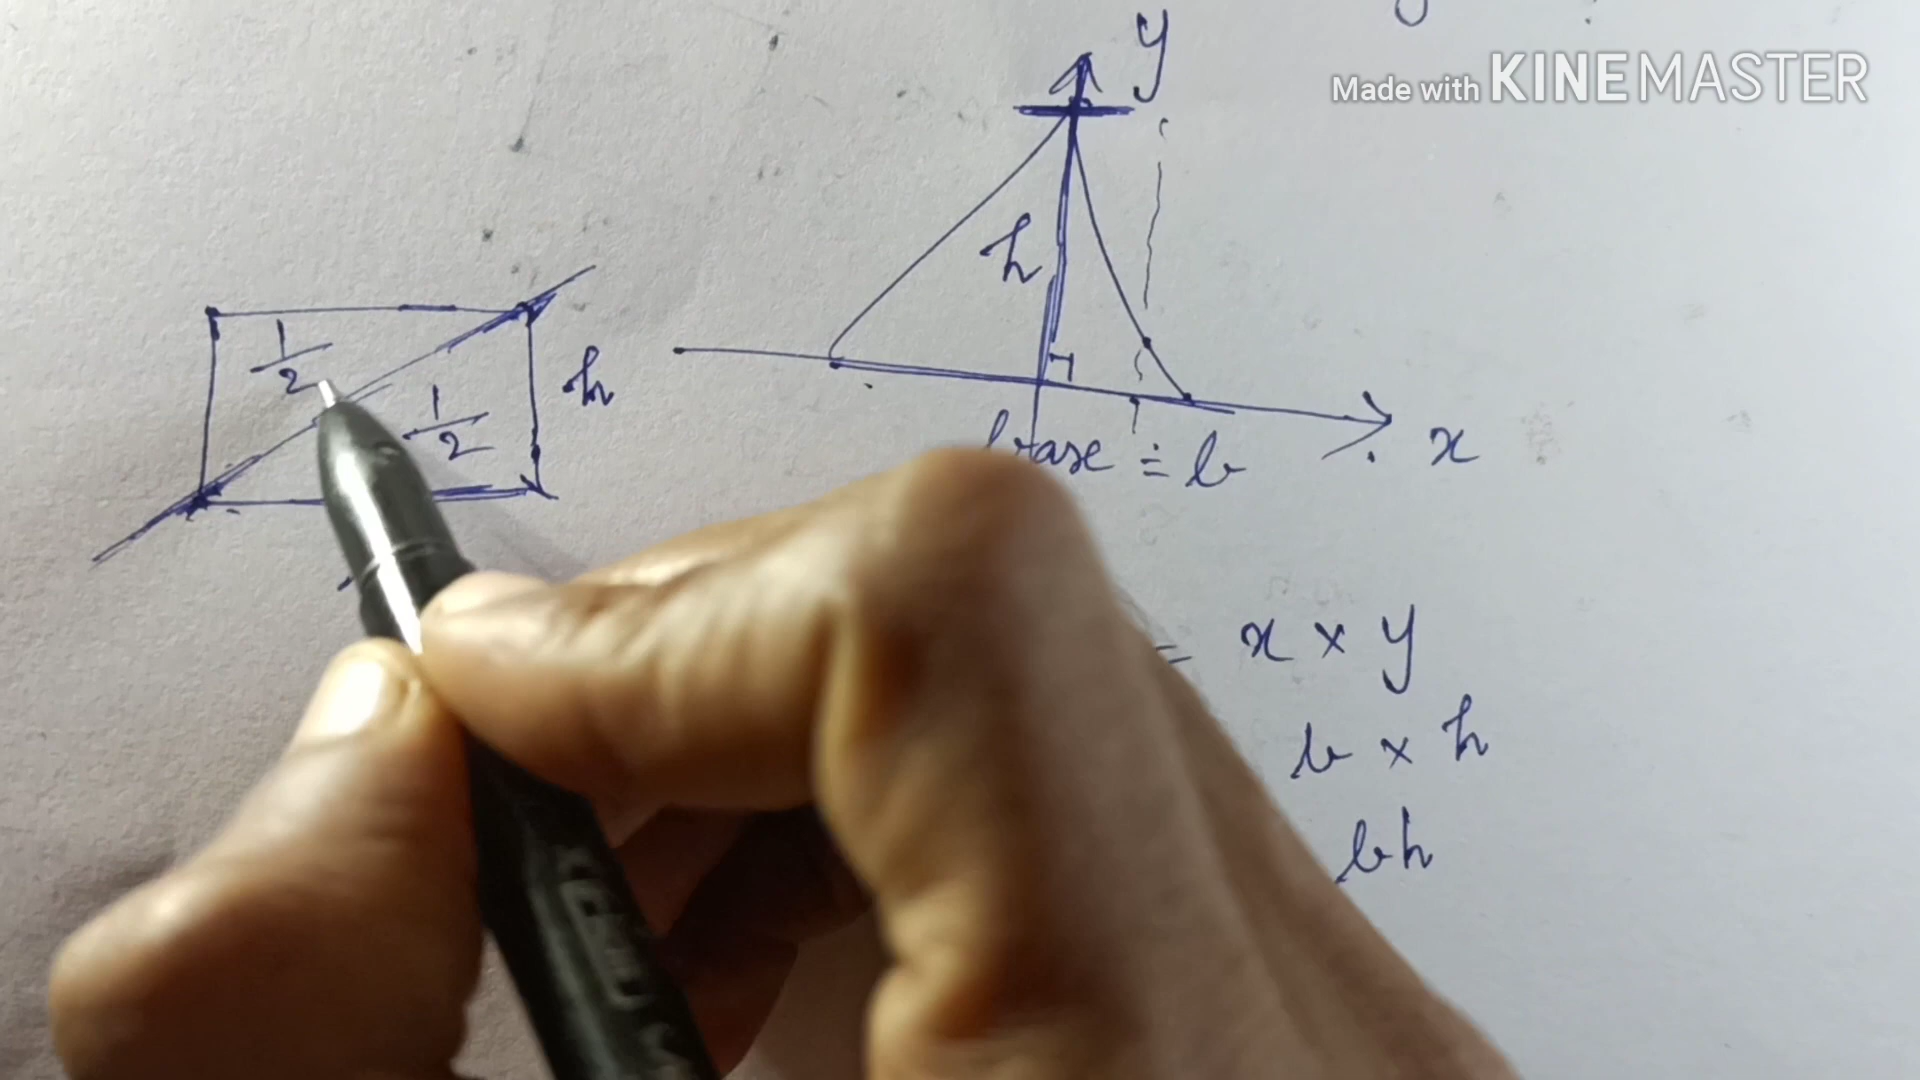 y
Made with KINEMASTER
h
1/2
1/2
h
base = b
x
= x × y
b × h
bh